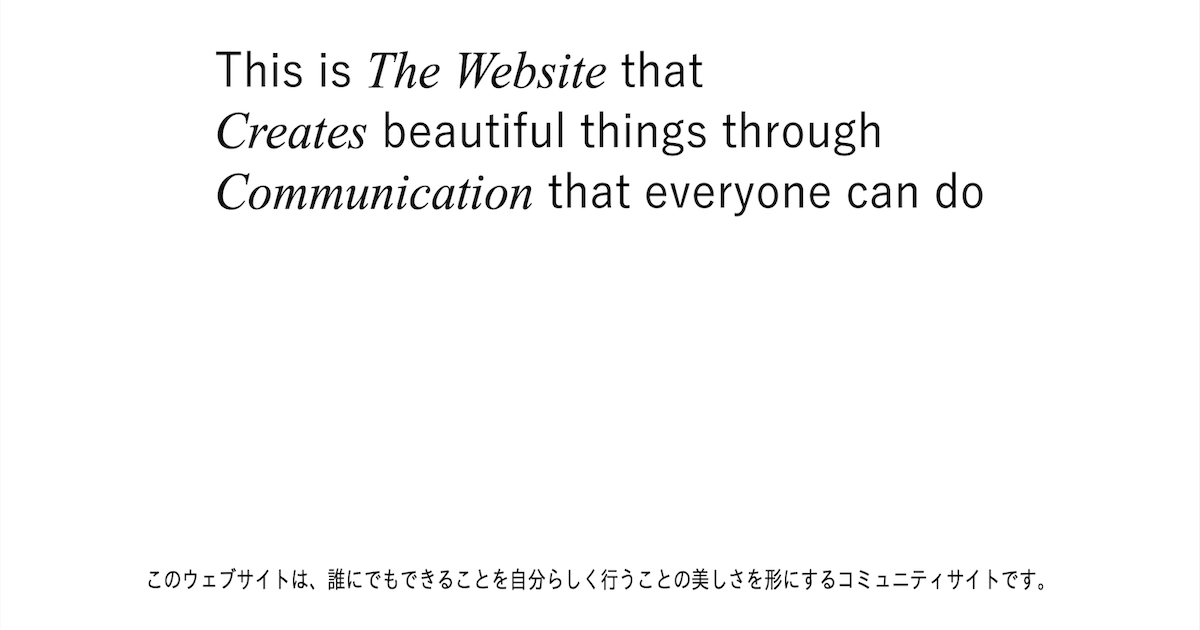 This is The Website that
Creates beautiful things through
Communication that everyone can do
このウェブサイトは、誰にでもできることを自分らしく行うことの美しさを形にするコミュニティサイトです。